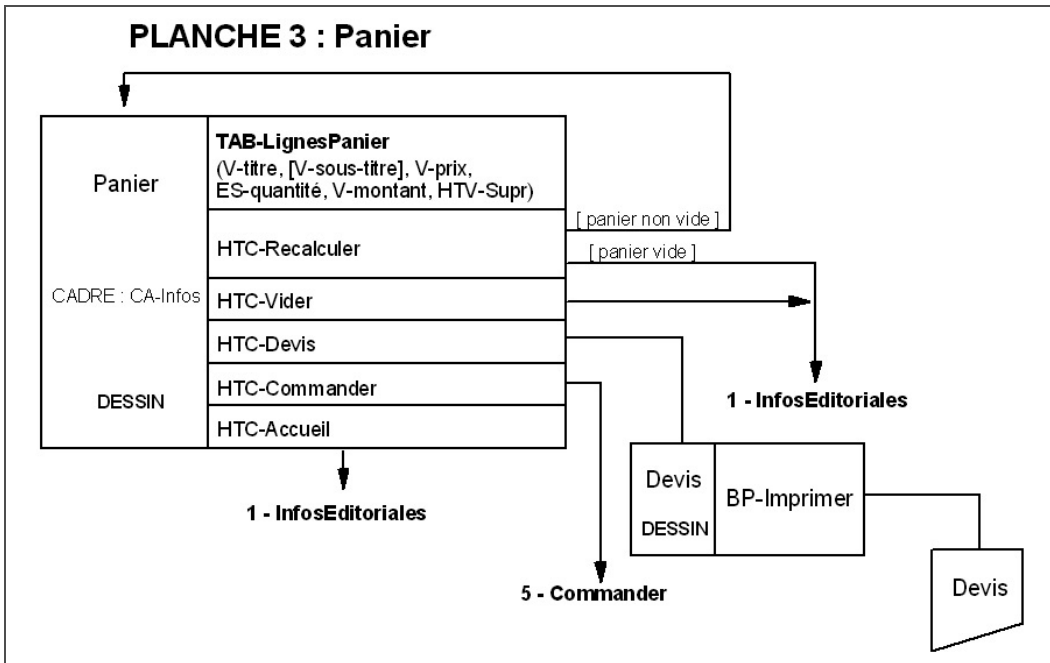 PLANCHE 3 : Panier
Panier
CADRE : CA-Infos
DESSIN
TAB-LignesPanier
(V-titre, [V-sous-titre], V-prix,
ES-quantité, V-montant, HTV-Supr)
HTC-Recalculer
[ panier non vide ]
[ panier vide ]
HTC-Vider
HTC-Devis
HTC-Commander
HTC-Accueil
1 - InfosEditoriales
1 - InfosEditoriales
5 - Commander
Devis
DESSIN
BP-Imprimer
Devis